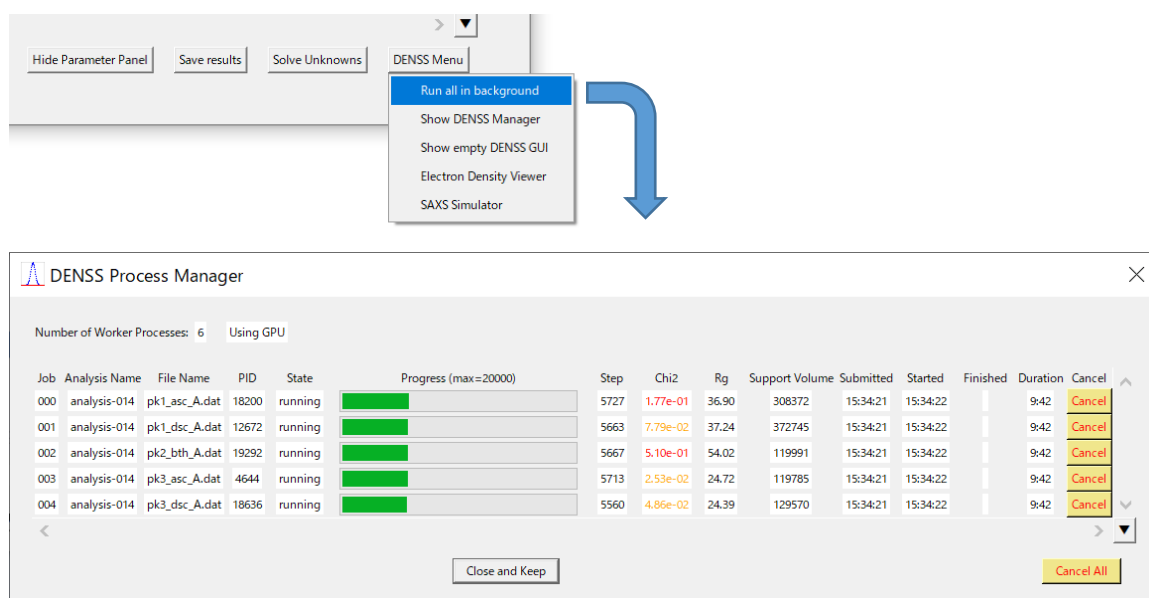 Hide Parameter Panel Save results Solve Unknowns DENSS Menu
Run all in background
Show DENSS Manager
Show empty DENSS GUI
Electron Density Viewer
SAXS Simulator
DENSS Process Manager
Number of Worker Processes: 6 Using GPU
Job Analysis Name File Name PID State Progress (max=20000) Step Chi2 Rg Support Volume Submitted Started Finished Duration Cancel
000 analysis-014 pk1_asc_A.dat 18200 running 5727 1.77e-01 36.90 308372 15:34:21 15:34:22 9:42 Cancel
001 analysis-014 pk1_dsc_A.dat 12672 running 5663 7.79e-02 37.24 372745 15:34:21 15:34:22 9:42 Cancel
002 analysis-014 pk2_bth_A.dat 19292 running 5667 5.10e-01 54.02 119991 15:34:21 15:34:22 9:42 Cancel
003 analysis-014 pk3_asc_A.dat 4644 running 5713 2.53e-02 24.72 119785 15:34:21 15:34:22 9:42 Cancel
004 analysis-014 pk3_dsc_A.dat 18636 running 5560 4.86e-02 24.39 129570 15:34:21 15:34:22 9:42 Cancel
Close and Keep Cancel All